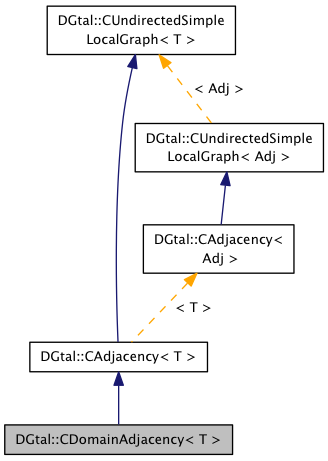 DGtal::CUndirectedSimple
LocalGraph< T >
< Adj >
DGtal::CUndirectedSimple
LocalGraph< Adj >
DGtal::CAdjacency<
Adj >
< T >
DGtal::CAdjacency< T >
DGtal::CDomainAdjacency< T >